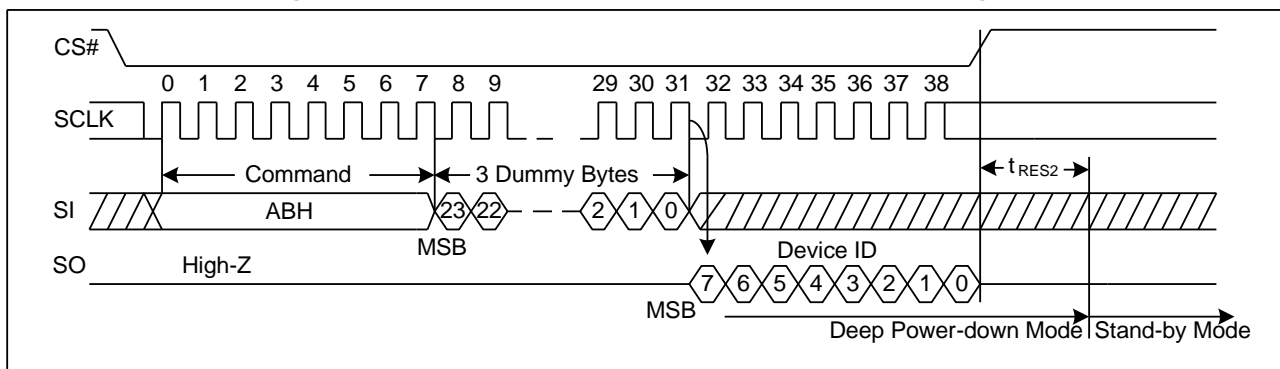 CS#
0 1 2 3 4 5 6 7 8 9 29 30 31 32 33 34 35 36 37 38
SCLK
Command 3 Dummy Bytes tRES2
SI ABH 23 22 2 1 0
MSB Device ID
SO High-Z 7 6 5 4 3 2 1 0
MSB
Deep Power-down Mode Stand-by Mode